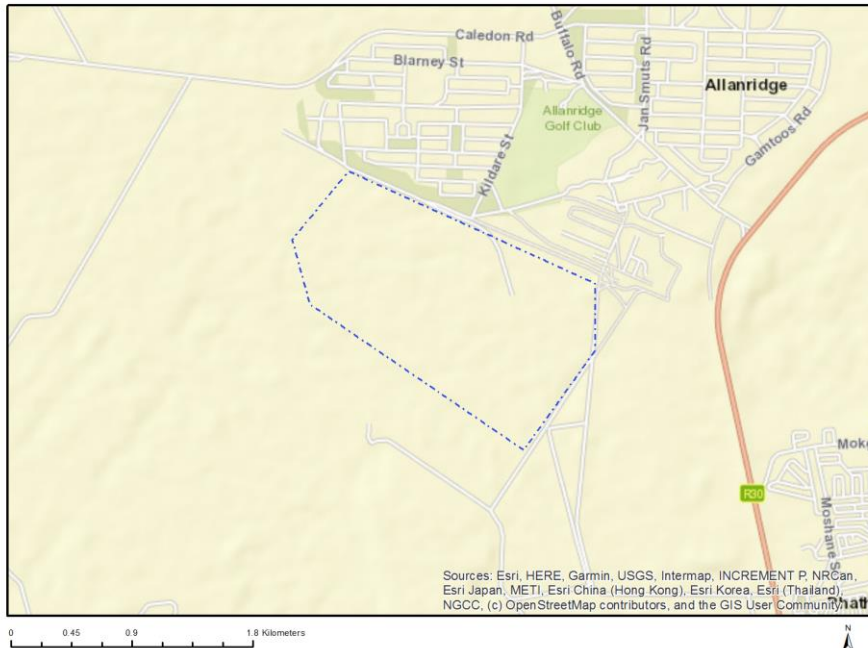 Caledon Rd
Buffalo Rd
Blarney St
Jan Smuts Rd
Allanridge
Allanridge
Golf Club
Gamtoos Rd
Kildare St
Mok
R30
Moshane S
Sources: Esri, HERE, Garmin, USGS, Intermap, INCREMENT P, NRCan,
Esri Japan, METI, Esri China (Hong Kong), Esri Korea, Esri (Thailand),
NGCC, (c) OpenStreetMap contributors, and the GIS User Community
0 0.45 0.9 1.8 Kilometers
N